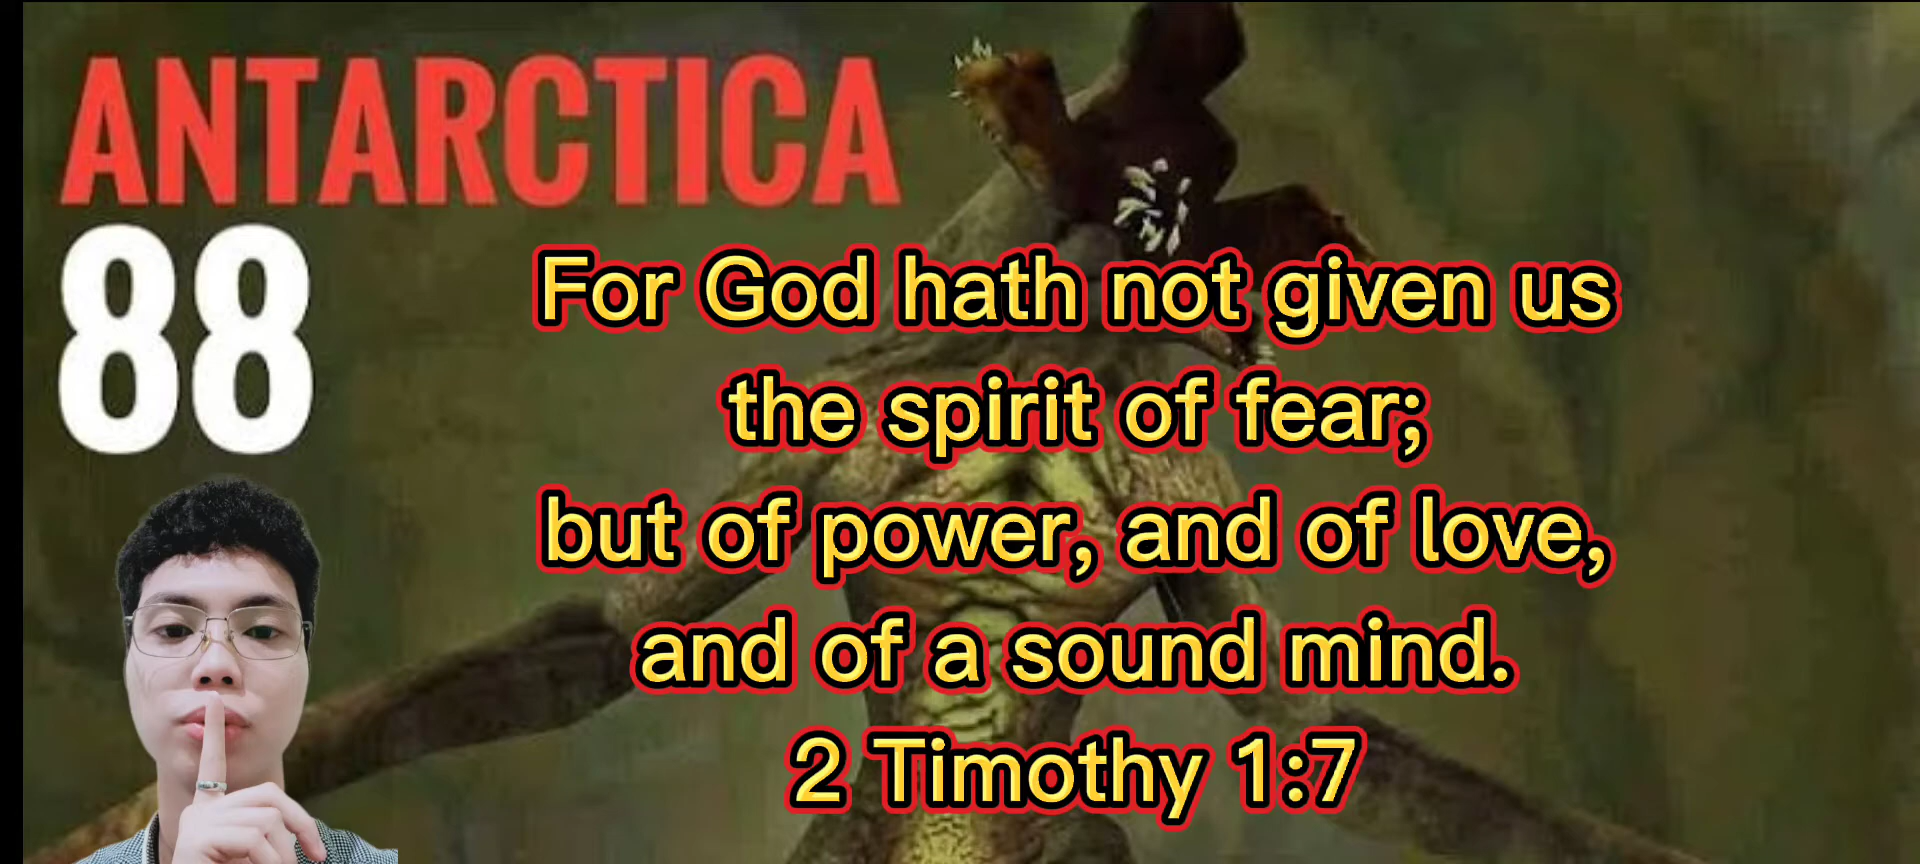 ANTARCTICA
88
For God hath not given us
the spirit of fear;
but of power, and of love,
and of a sound mind.
2 Timothy 1:7